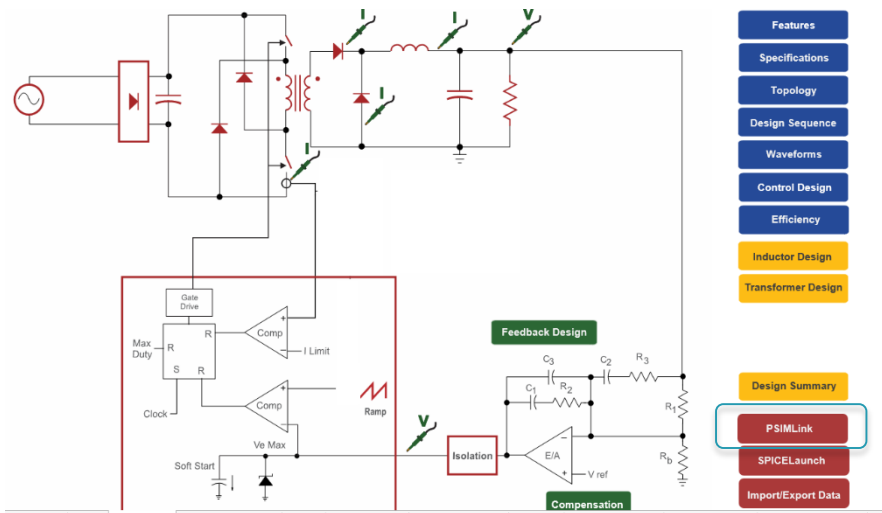 I
I
V
Features
Specifications
Topology
Design Sequence
Waveforms
Control Design
Efficiency
Inductor Design
Transformer Design
I
I
Gate
Drive
Max
Duty
R
R
S
R
Clock
+
Comp
−
I Limit
+
Comp
−
Ramp
Ve Max
Soft Start
V
Isolation
Feedback Design
C3
C2
R3
C1
R2
R1
Rb
−
E/A
+
V ref
Compensation
Design Summary
PSIMLink
SPICELaunch
Import/Export Data